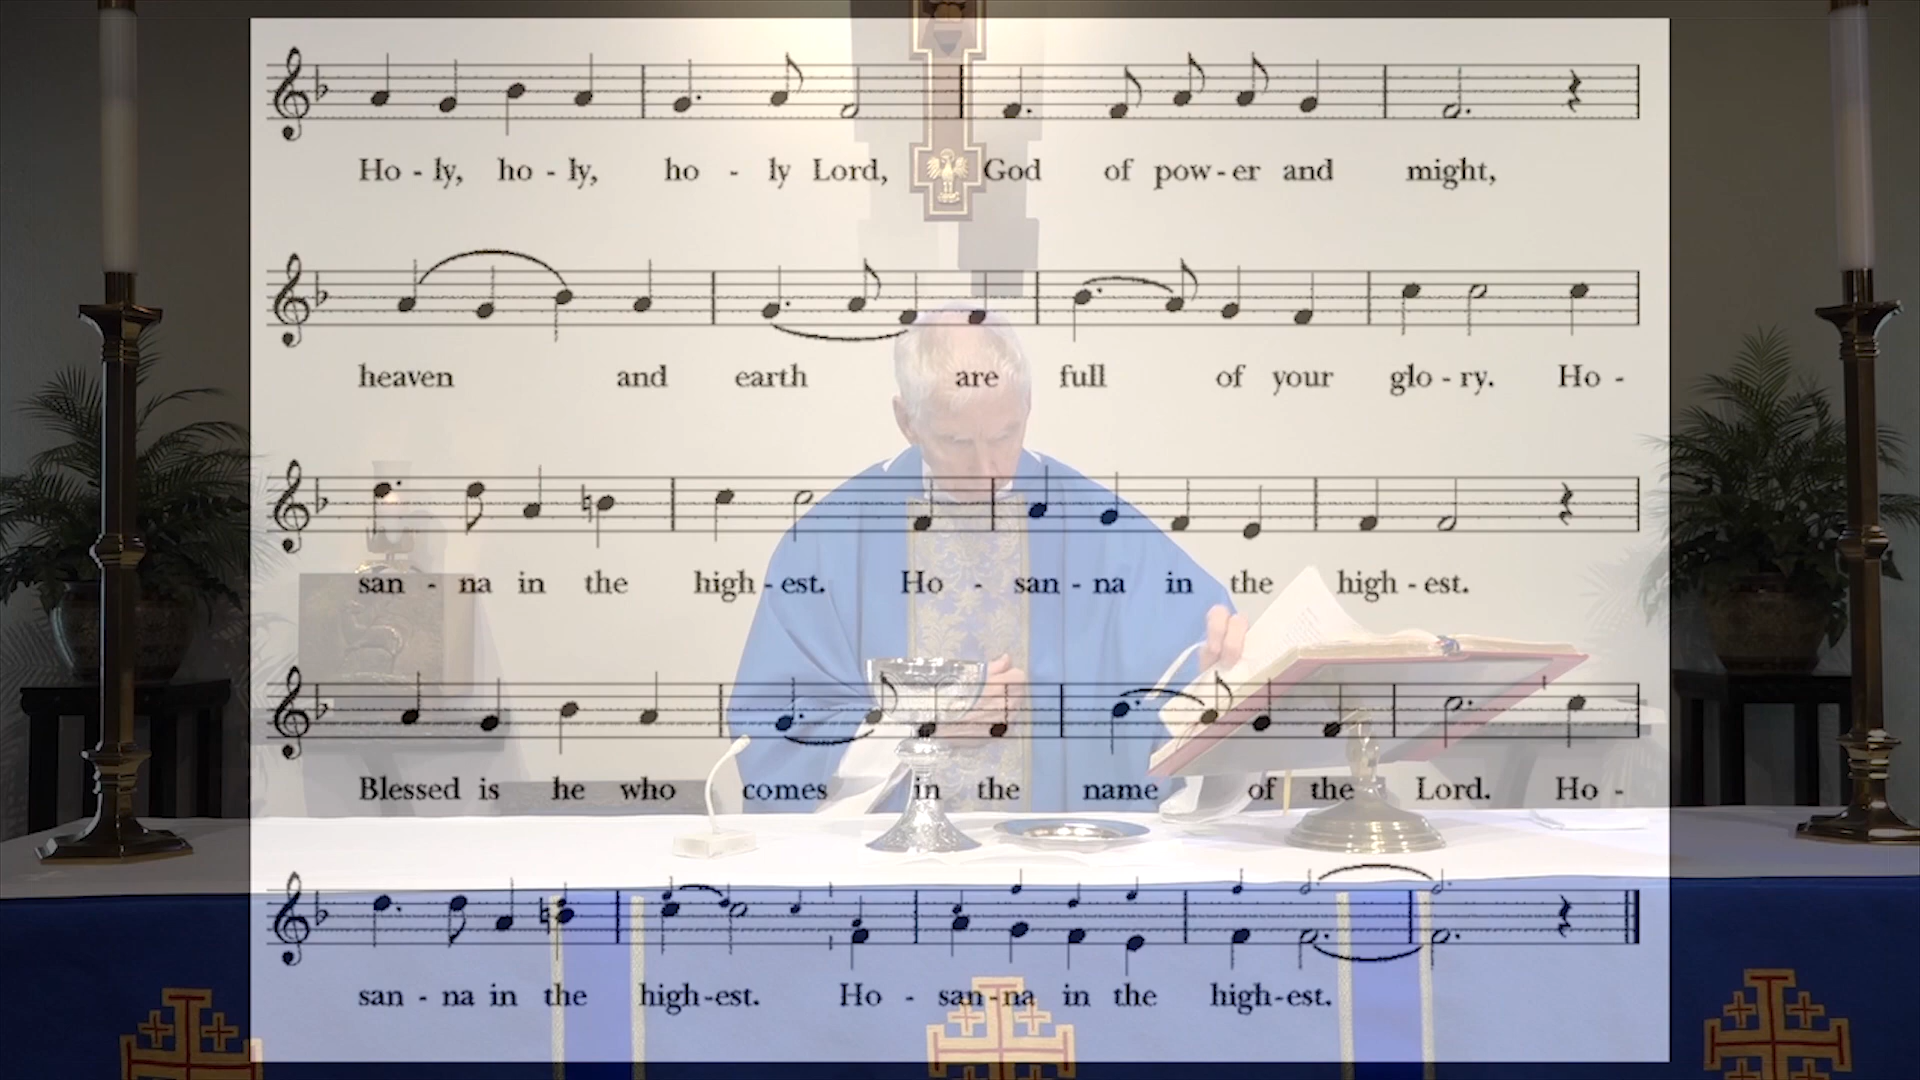 Ho - ly, ho - ly, ho - ly Lord, God of pow - er and might,
heaven and earth are full of your glo - ry. Ho -
san - na in the high - est. Ho - san - na in the high - est.
Blessed is he who comes in the name of the Lord. Ho -
san - na in the high - est. Ho - san - na in the high - est.